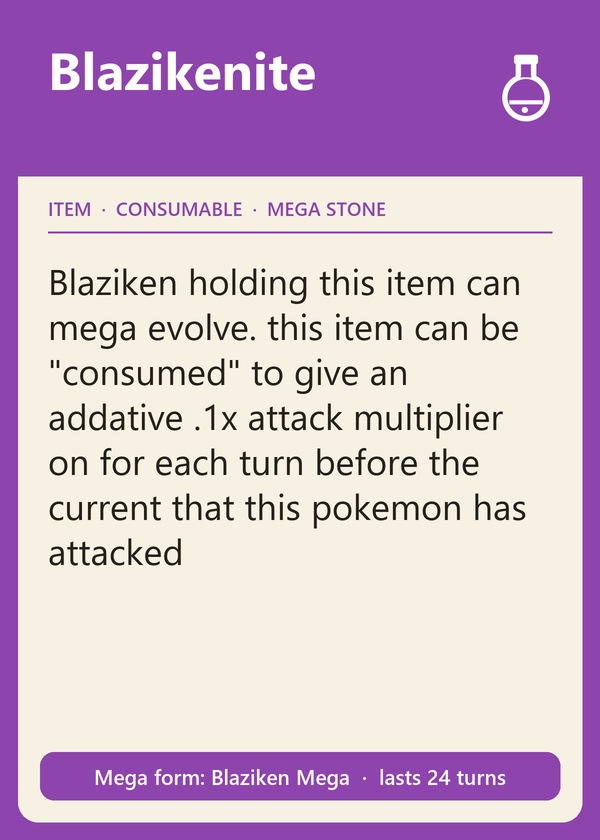 Blazikenite
ITEM · CONSUMABLE · MEGA STONE
Blaziken holding this item can
mega evolve. this item can be
"consumed" to give an
addative .1x attack multiplier
on for each turn before the
current that this pokemon has
attacked
Mega form: Blaziken Mega · lasts 24 turns